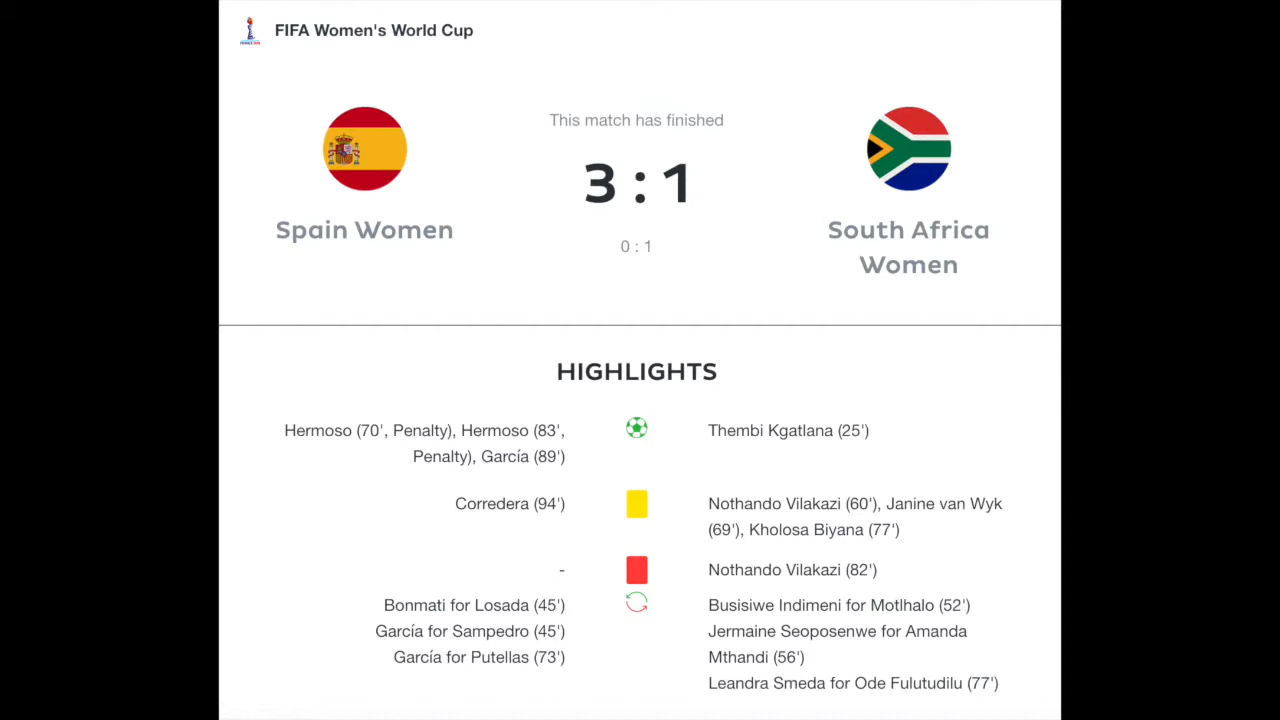 FIFA Women's World Cup
This match has finished
3 : 1
0 : 1
Spain Women
South Africa
Women
HIGHLIGHTS
Hermoso (70', Penalty), Hermoso (83',
Penalty), García (89')
Thembi Kgatlana (25')
Corredera (94')
Nothando Vilakazi (60'), Janine van Wyk
(69'), Kholosa Biyana (77')
-
Nothando Vilakazi (82')
Bonmati for Losada (45')
García for Sampedro (45')
García for Putellas (73')
Busisiwe Indimeni for Motlhalo (52')
Jermaine Seoposenwe for Amanda
Mthandi (56')
Leandra Smeda for Ode Fulutudilu (77')